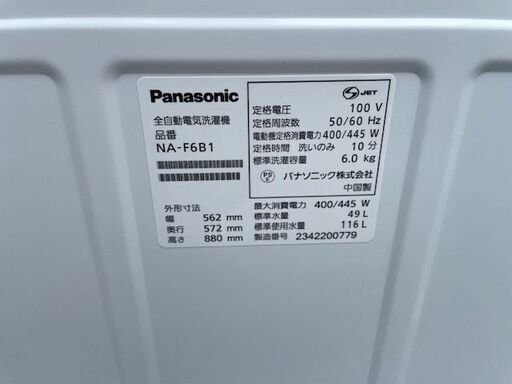 Panasonic
全自動電気洗濯機
品番
NA-F6B1
外形寸法
幅 562 mm
奥行 572 mm
高さ 880 mm
S JET
定格電圧 100 V
定格周波数 50/60 Hz
電動機定格消費電力 400/445 W
定格時間 洗いのみ 10 分
標準洗濯容量 6.0 kg
PS E パナソニック株式会社
中国製
最大消費電力 400/445 W
標準水量 49 L
標準使用水量 116 L
製造番号 2342200779